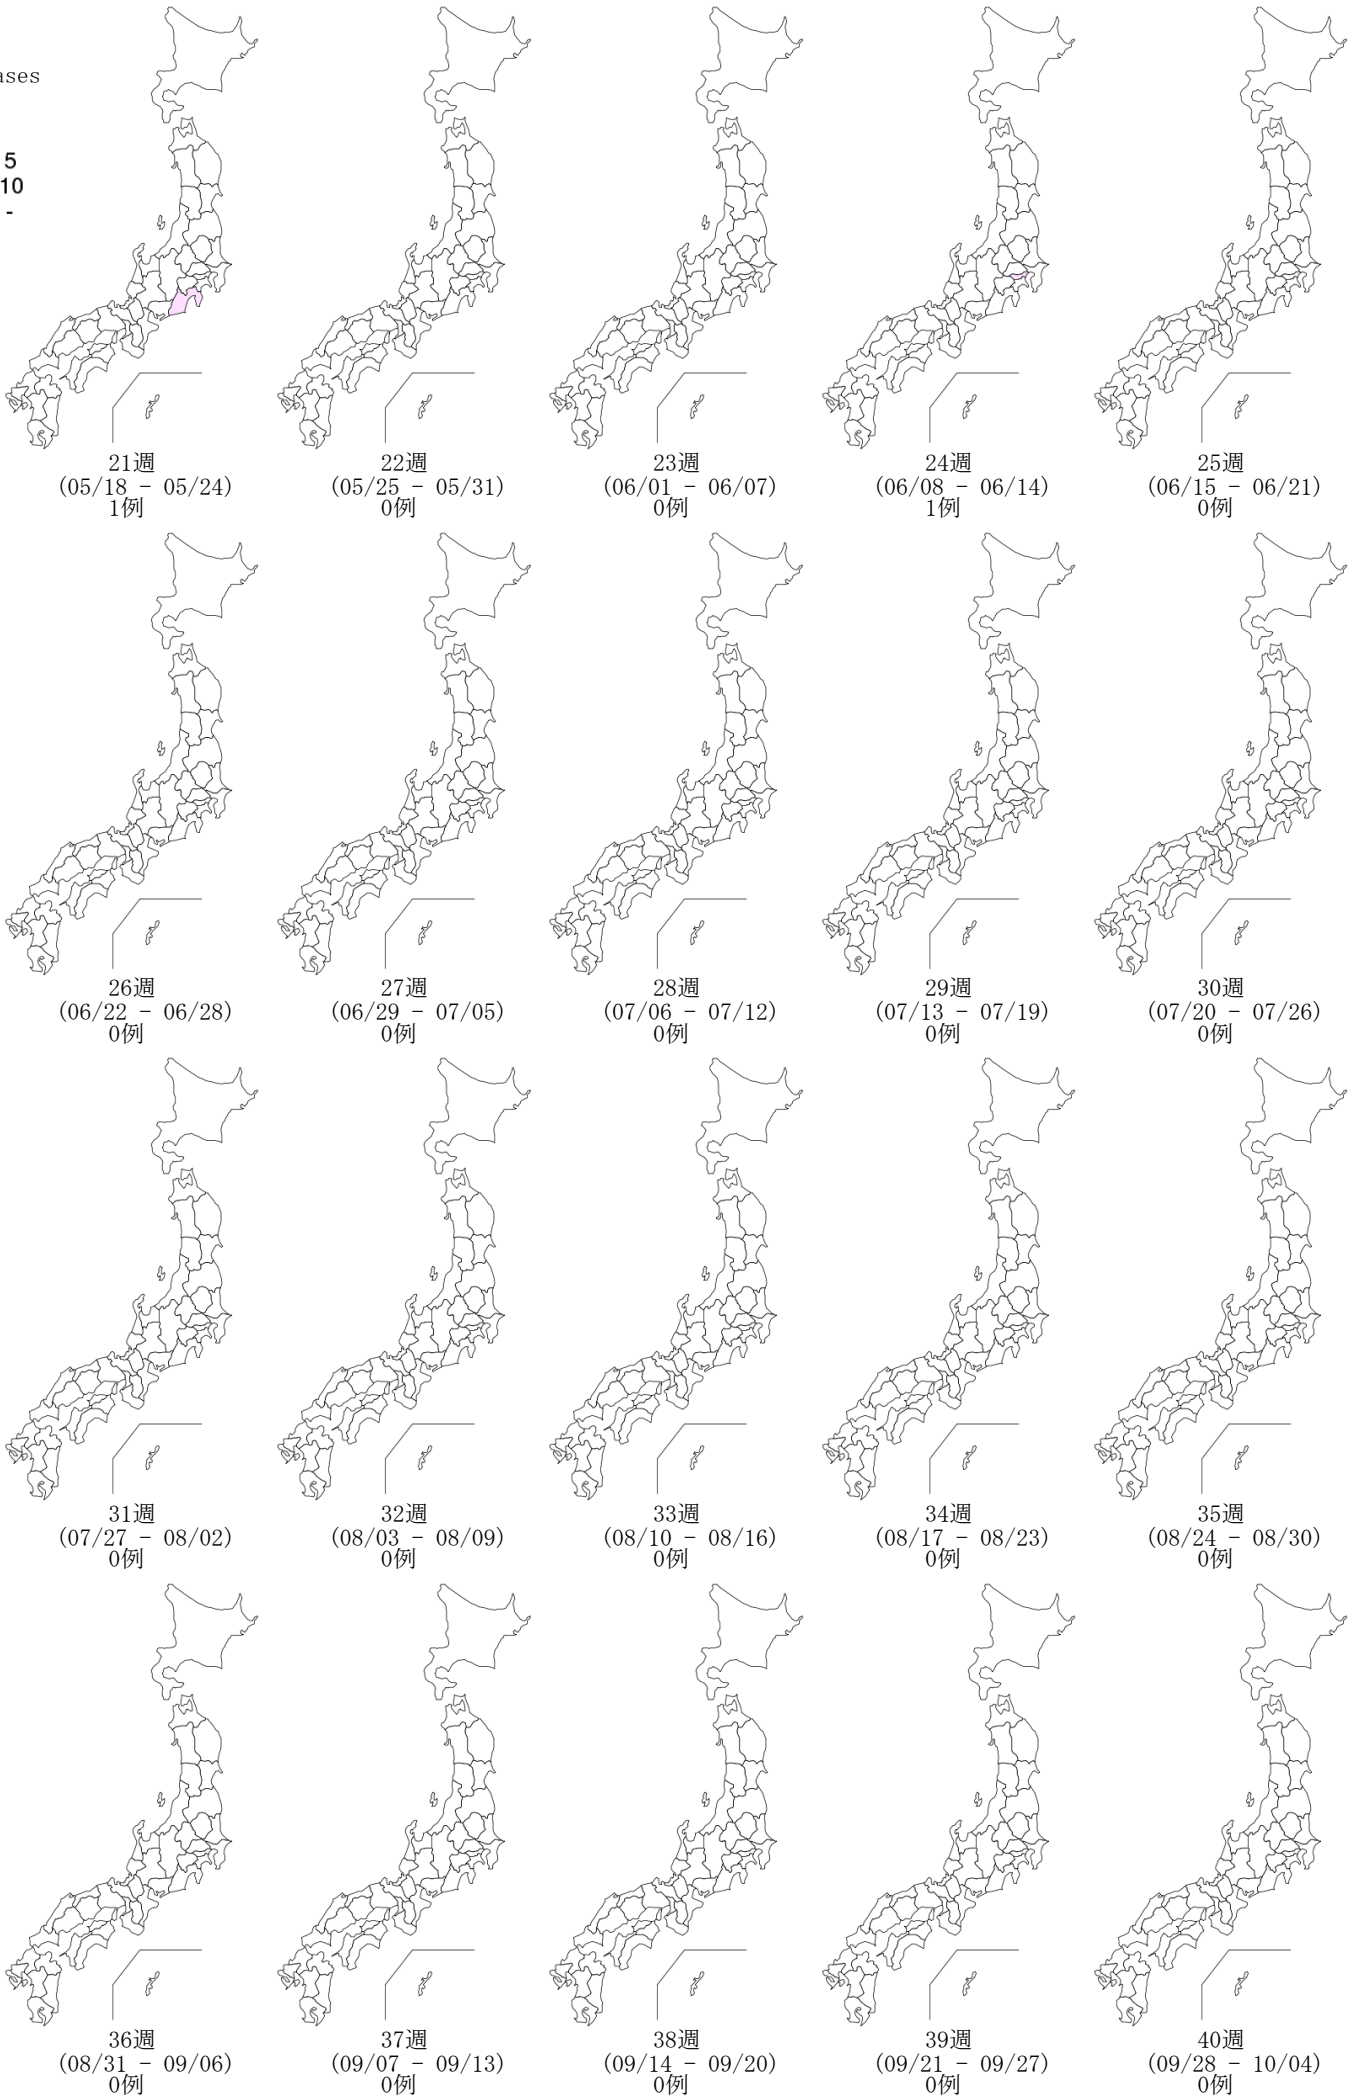 ases
5
10
-
21週
(05/18 - 05/24)
1例
22週
(05/25 - 05/31)
0例
23週
(06/01 - 06/07)
0例
24週
(06/08 - 06/14)
1例
25週
(06/15 - 06/21)
0例
26週
(06/22 - 06/28)
0例
27週
(06/29 - 07/05)
0例
28週
(07/06 - 07/12)
0例
29週
(07/13 - 07/19)
0例
30週
(07/20 - 07/26)
0例
31週
(07/27 - 08/02)
0例
32週
(08/03 - 08/09)
0例
33週
(08/10 - 08/16)
0例
34週
(08/17 - 08/23)
0例
35週
(08/24 - 08/30)
0例
36週
(08/31 - 09/06)
0例
37週
(09/07 - 09/13)
0例
38週
(09/14 - 09/20)
0例
39週
(09/21 - 09/27)
0例
40週
(09/28 - 10/04)
0例